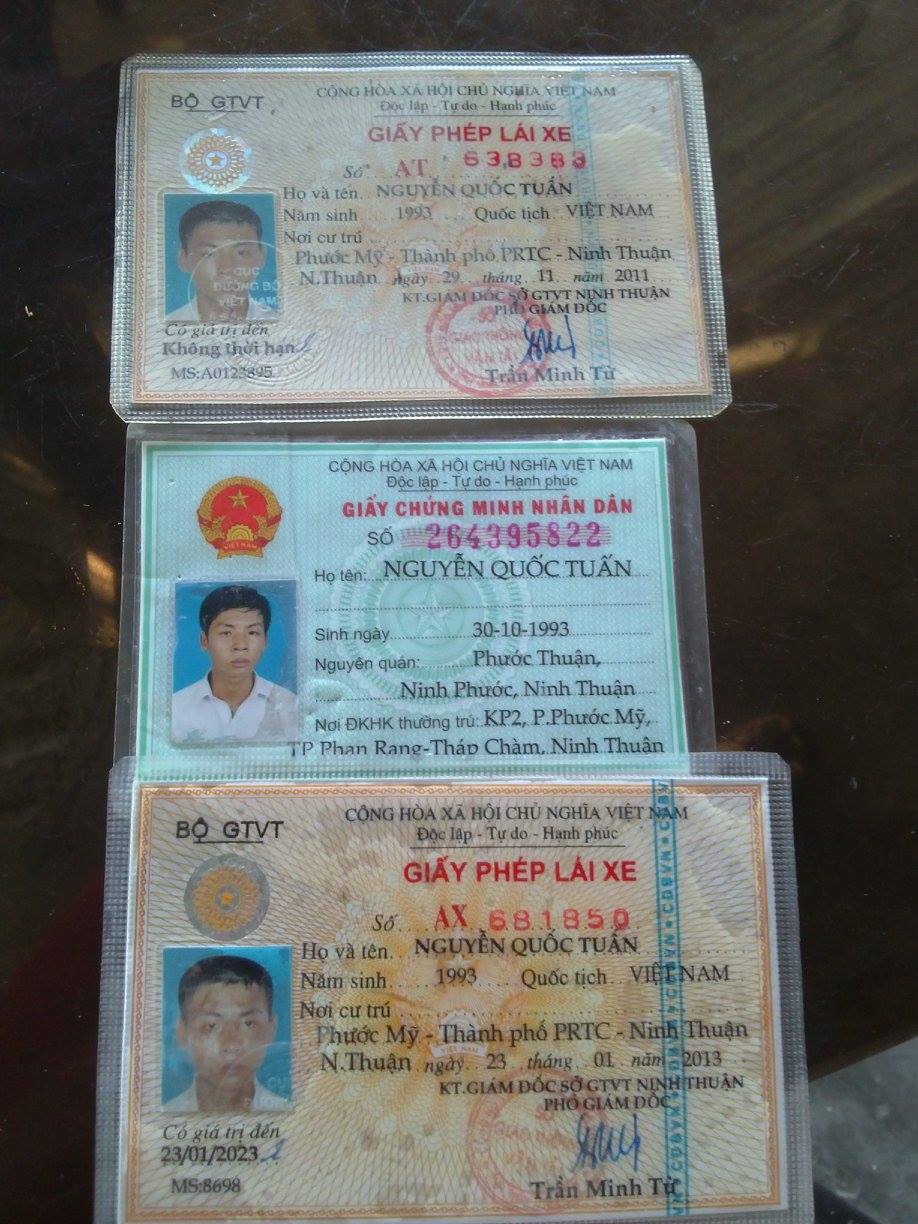 BỘ GTVT
CỘNG HÒA XÃ HỘI CHỦ NGHĨA VIỆT NAM
Độc lập - Tự do - Hạnh phúc
GIẤY PHÉP LÁI XE
Số AT 638383
Họ và tên NGUYỄN QUỐC TUẤN
Năm sinh 1993 Quốc tịch VIỆT NAM
Nơi cư trú
Phước Mỹ - Thành phố PRTC - Ninh Thuận
N.Thuận ngày 29 tháng 11 năm 2011
KT.GIÁM ĐỐC SỞ GTVT NINH THUẬN
PHÓ GIÁM ĐỐC
CỤC
ĐƯỜNG BỘ
VIỆT NAM
Có giá trị đến
Không thời hạn
MS:A0123895
Trần Minh Từ
CỘNG HÒA XÃ HỘI CHỦ NGHĨA VIỆT NAM
Độc lập - Tự do - Hạnh phúc
GIẤY CHỨNG MINH NHÂN DÂN
SỐ 264395822
VIỆT NAM
Họ tên: NGUYỄN QUỐC TUẤN
Sinh ngày 30-10-1993
Nguyên quán: Phước Thuận,
Ninh Phước, Ninh Thuận
Nơi ĐKHK thường trú: KP2, P.Phước Mỹ,
TP Phan Rang-Tháp Chàm, Ninh Thuận
BỘ GTVT
CỘNG HÒA XÃ HỘI CHỦ NGHĨA VIỆT NAM
Độc lập - Tự do - Hạnh phúc
GIẤY PHÉP LÁI XE
Số AX 681850
Họ và tên NGUYỄN QUỐC TUẤN
Năm sinh 1993 Quốc tịch VIỆT NAM
Nơi cư trú
Phước Mỹ - Thành phố PRTC - Ninh Thuận
N.Thuận ngày 23 tháng 01 năm 2013
KT.GIÁM ĐỐC SỞ GTVT NINH THUẬN
PHÓ GIÁM ĐỐC
Có giá trị đến
23/01/2023
MS:8698
Trần Minh Từ